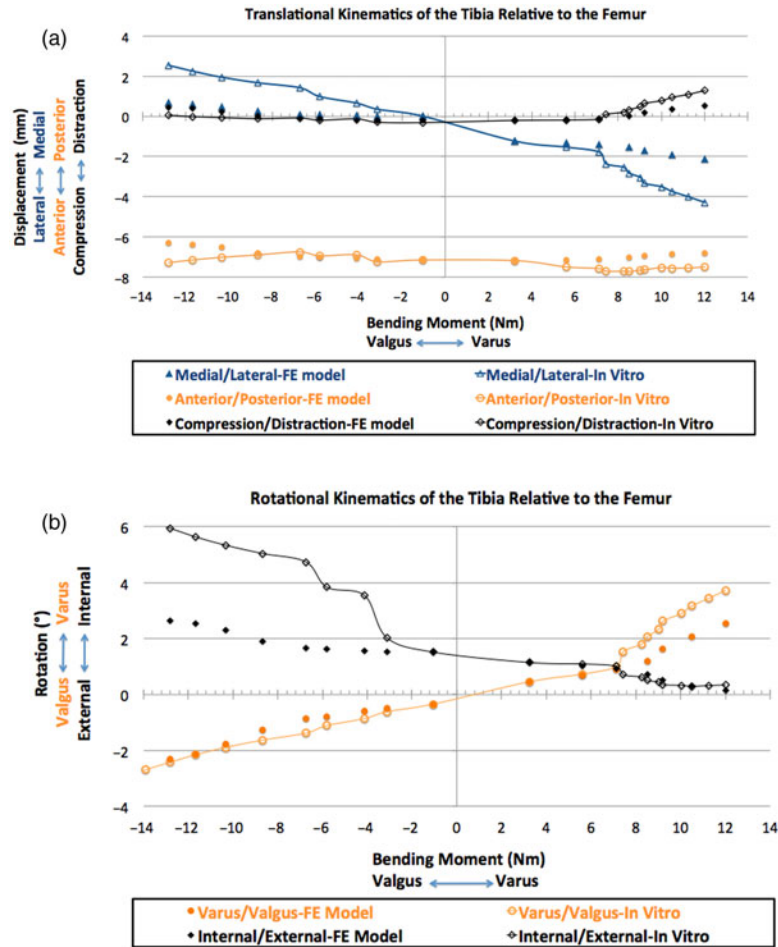 Translational Kinematics of the Tibia Relative to the Femur
(a)
4
2
0
−2
−4
−6
−8
Displacement (mm)
Lateral Medial
Anterior Posterior
Compression Distraction
−14 −12 −10 −8 −6 −4 −2 0 2 4 6 8 10 12 14
Bending Moment (Nm)
Valgus Varus
Medial/Lateral-FE model Medial/Lateral-In Vitro
Anterior/Posterior-FE model Anterior/Posterior-In Vitro
Compression/Distraction-FE model Compression/Distraction-In Vitro
Rotational Kinematics of the Tibia Relative to the Femur
(b)
6
4
2
0
−2
−4
Rotation (°)
Valgus Varus
External Internal
−14 −12 −10 −8 −6 −4 −2 0 2 4 6 8 10 12 14
Bending Moment (Nm)
Valgus Varus
Varus/Valgus-FE Model Varus/Valgus-In Vitro
Internal/External-FE Model Internal/External-In Vitro